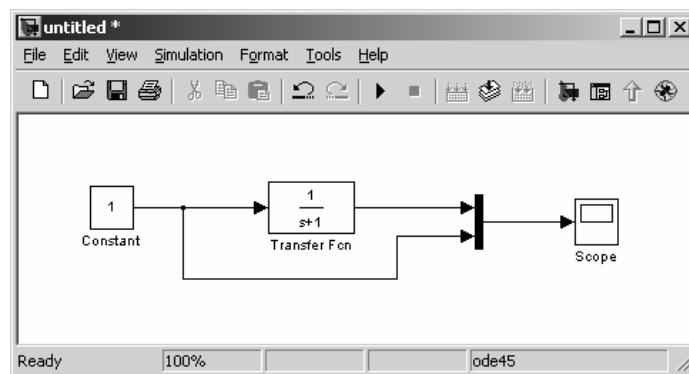 untitled *
File Edit View Simulation Format Tools Help
1
Constant
1
s+1
Transfer Fcn
Scope
Ready 100% ode45